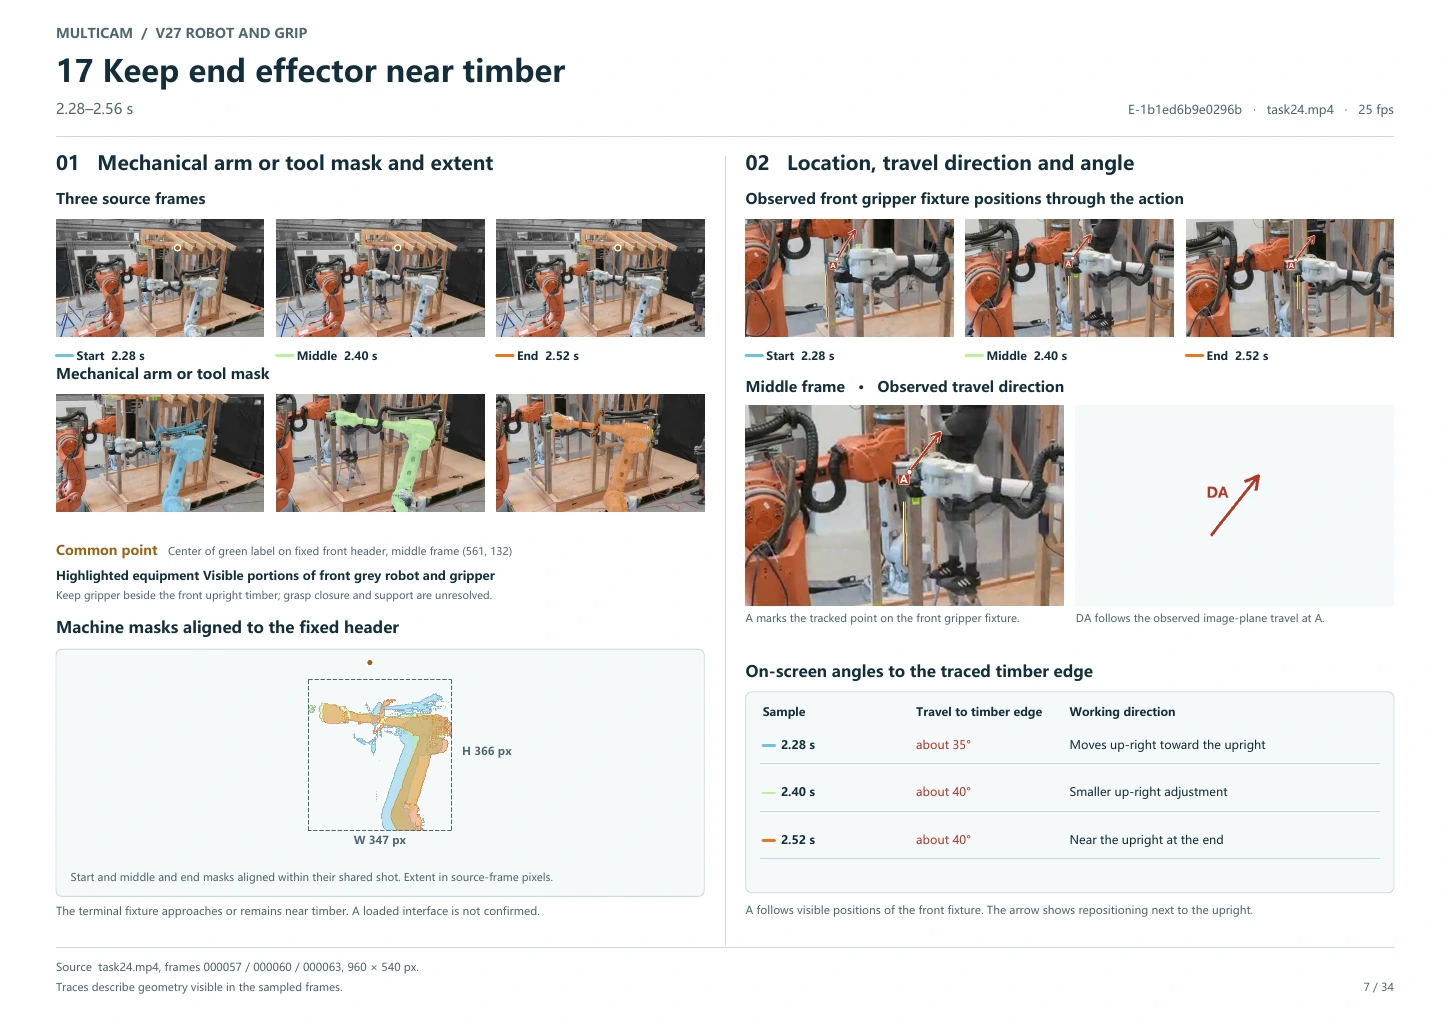 MULTICAM / V27 ROBOT AND GRIP
17 Keep end effector near timber
2.28–2.56 s
E-1b1ed6b9e0296b · task24.mp4 · 25 fps
01 Mechanical arm or tool mask and extent
Three source frames
Start 2.28 s
Middle 2.40 s
End 2.52 s
Mechanical arm or tool mask
Common point Center of green label on fixed front header, middle frame (561, 132)
Highlighted equipment Visible portions of front grey robot and gripper
Keep gripper beside the front upright timber; grasp closure and support are unresolved.
Machine masks aligned to the fixed header
H 366 px
W 347 px
Start and middle and end masks aligned within their shared shot. Extent in source-frame pixels.
The terminal fixture approaches or remains near timber. A loaded interface is not confirmed.
02 Location, travel direction and angle
Observed front gripper fixture positions through the action
A
A
A
Start 2.28 s
Middle 2.40 s
End 2.52 s
Middle frame • Observed travel direction
A
DA
A marks the tracked point on the front gripper fixture.
DA follows the observed image-plane travel at A.
On-screen angles to the traced timber edge
Sample Travel to timber edge Working direction
2.28 s about 35° Moves up-right toward the upright
2.40 s about 40° Smaller up-right adjustment
2.52 s about 40° Near the upright at the end
A follows visible positions of the front fixture. The arrow shows repositioning next to the upright.
Source task24.mp4, frames 000057 / 000060 / 000063, 960 × 540 px.
Traces describe geometry visible in the sampled frames.
7 / 34